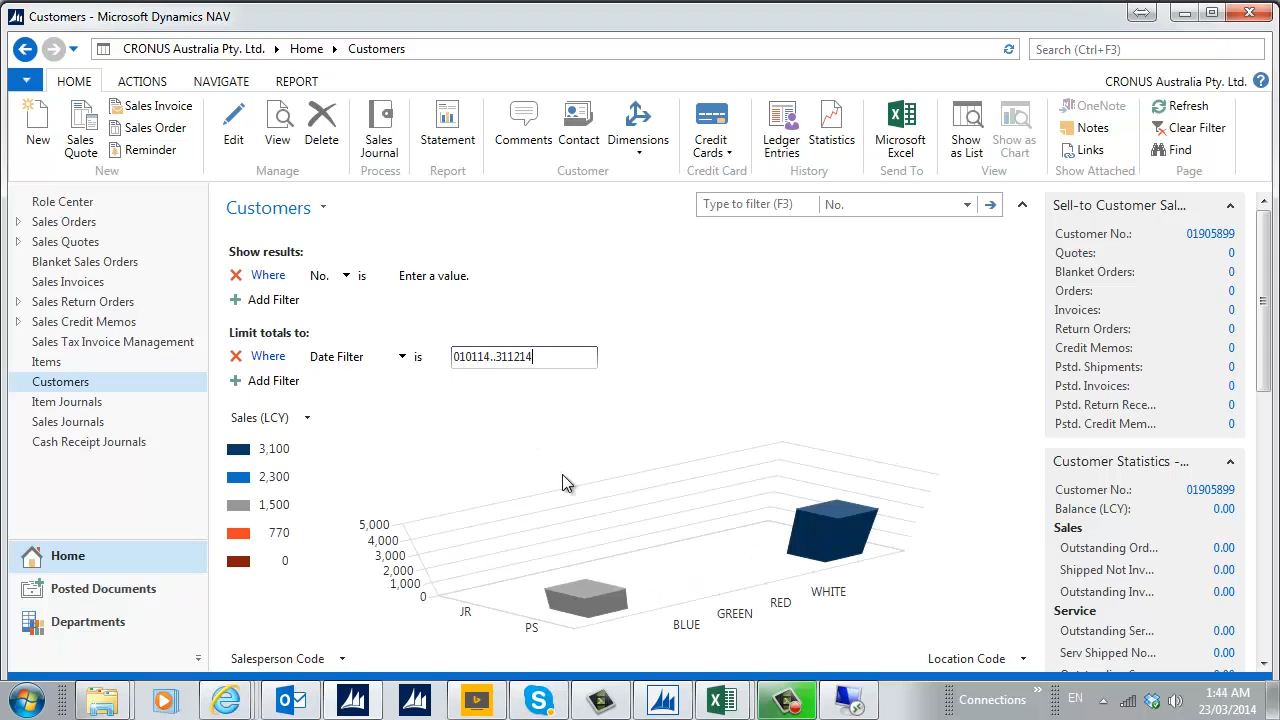 Customers - Microsoft Dynamics NAV
CRONUS Australia Pty. Ltd. Home Customers
Search (Ctrl+F3)
HOME ACTIONS NAVIGATE REPORT
CRONUS Australia Pty. Ltd.
New
Sales Quote
Sales Invoice
Sales Order
Reminder
New
Edit
View
Delete
Manage
Sales Journal
Process
Statement
Report
Comments
Contact
Dimensions
Customer
Credit Cards
Credit Card
Ledger Entries
Statistics
History
Microsoft Excel
Send To
Show as List
Show as Chart
View
OneNote
Notes
Links
Show Attached
Refresh
Clear Filter
Find
Page
Role Center
Sales Orders
Sales Quotes
Blanket Sales Orders
Sales Invoices
Sales Return Orders
Sales Credit Memos
Sales Tax Invoice Management
Items
Customers
Item Journals
Sales Journals
Cash Receipt Journals
Home
Posted Documents
Departments
Customers
Type to filter (F3) No.
Show results:
Where No. is Enter a value.
Add Filter
Limit totals to:
Where Date Filter is 010114..311214
Add Filter
Sales (LCY)
3,100
2,300
1,500
770
0
5,000
4,000
3,000
2,000
1,000
0
JR
PS
BLUE
GREEN
RED
WHITE
Salesperson Code
Location Code
Sell-to Customer Sal...
Customer No.: 01905899
Quotes: 0
Blanket Orders: 0
Orders: 0
Invoices: 0
Return Orders: 0
Credit Memos: 0
Pstd. Shipments: 0
Pstd. Invoices: 0
Pstd. Return Rece... 0
Pstd. Credit Mem... 0
Customer Statistics -...
Customer No.: 01905899
Balance (LCY): 0.00
Sales
Outstanding Ord... 0.00
Shipped Not Inv... 0.00
Outstanding Inv... 0.00
Service
Outstanding Ser... 0.00
Serv Shipped No... 0.00
Connections
EN
1:44 AM
23/03/2014